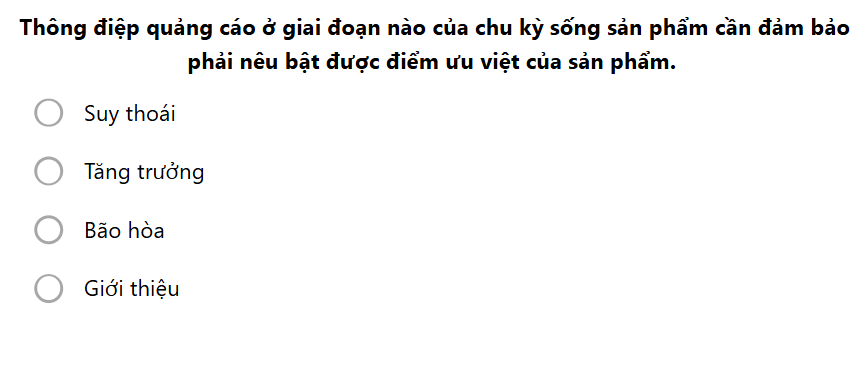 Thông điệp quảng cáo ở giai đoạn nào của chu kỳ sống sản phẩm cần đảm bảo
phải nêu bật được điểm ưu việt của sản phẩm.
Suy thoái
Tăng trưởng
Bão hòa
Giới thiệu